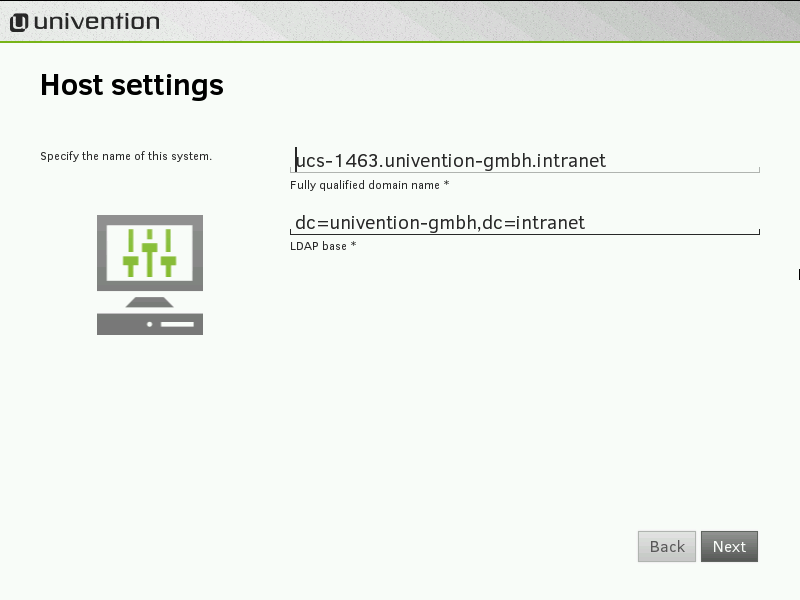 univention
Host settings
Specify the name of this system.
ucs-1463.univention-gmbh.intranet
Fully qualified domain name *
dc=univention-gmbh,dc=intranet
LDAP base *
Back
Next